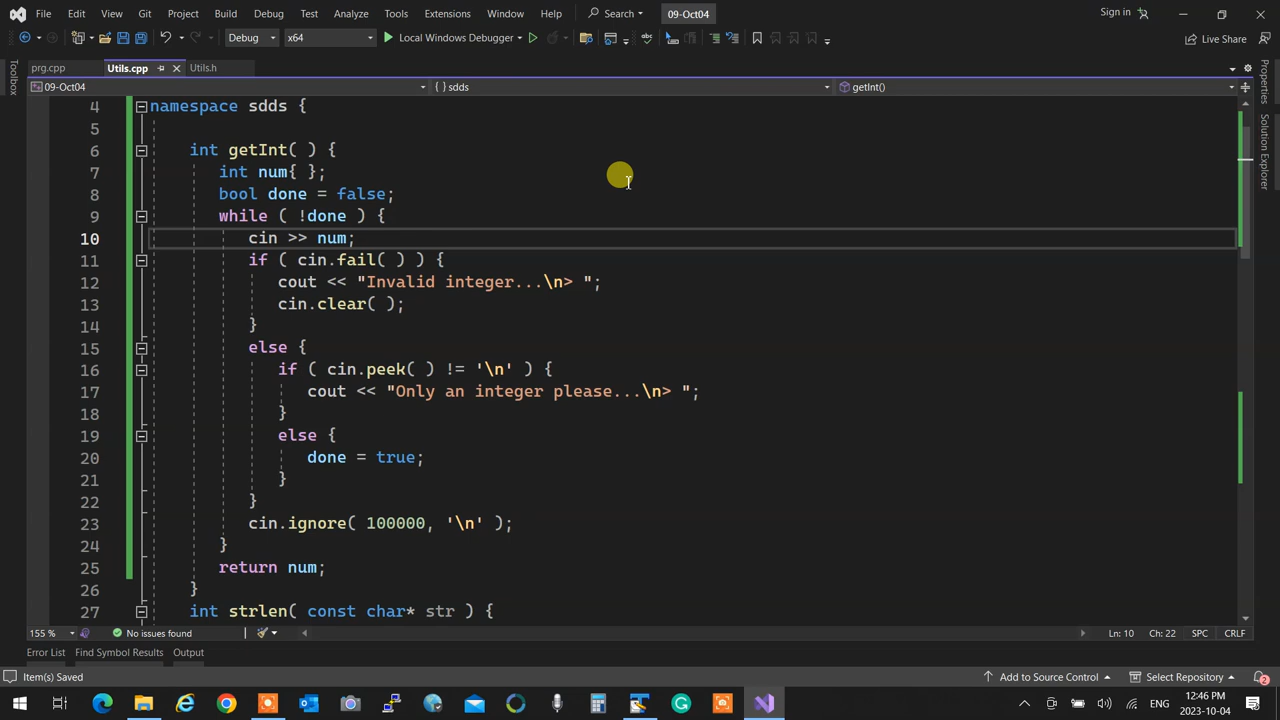 File Edit View Git Project Build Debug Test Analyze Tools Extensions Window Help Search 09-Oct04 Sign in
Debug x64 Local Windows Debugger Live Share
prg.cpp Utils.cpp Utils.h
09-Oct04 { } sdds getInt()
Toolbox
Properties
Solution Explorer
4 namespace sdds {
5
6 int getInt( ) {
7 int num{ };
8 bool done = false;
9 while ( !done ) {
10 cin >> num;
11 if ( cin.fail( ) ) {
12 cout << "Invalid integer...\n> ";
13 cin.clear( );
14 }
15 else {
16 if ( cin.peek( ) != '\n' ) {
17 cout << "Only an integer please...\n> ";
18 }
19 else {
20 done = true;
21 }
22 }
23 cin.ignore( 100000, '\n' );
24 }
25 return num;
26 }
27 int strlen( const char* str ) {
155 % No issues found Ln: 10 Ch: 22 SPC CRLF
Error List Find Symbol Results Output
Item(s) Saved Add to Source Control Select Repository 2
12:46 PM
ENG
2023-10-04